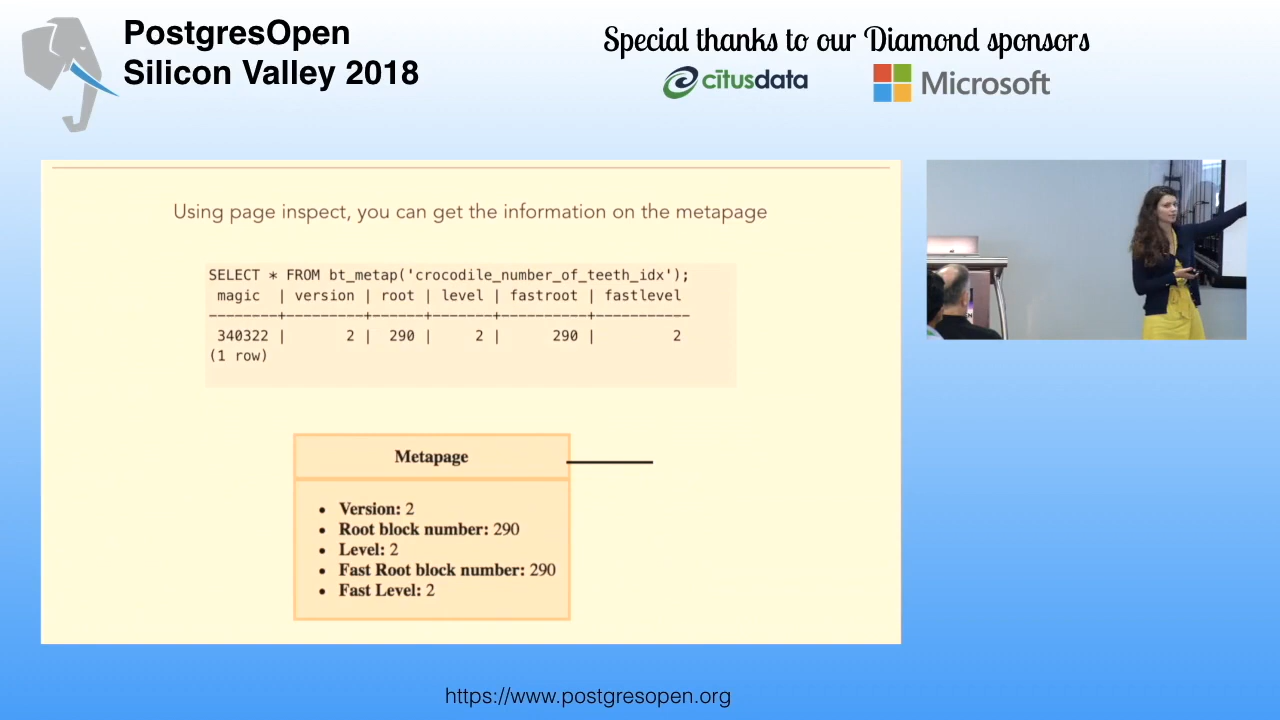 PostgresOpen
Silicon Valley 2018
Special thanks to our Diamond sponsors
citusdata
Microsoft
Using page inspect, you can get the information on the metapage
SELECT * FROM bt_metap('crocodile_number_of_teeth_idx');
magic | version | root | level | fastroot | fastlevel
--------+---------+------+-------+----------+-----------
340322 | 2 | 290 | 2 | 290 | 2
(1 row)
Metapage
• Version: 2
• Root block number: 290
• Level: 2
• Fast Root block number: 290
• Fast Level: 2
https://www.postgresopen.org